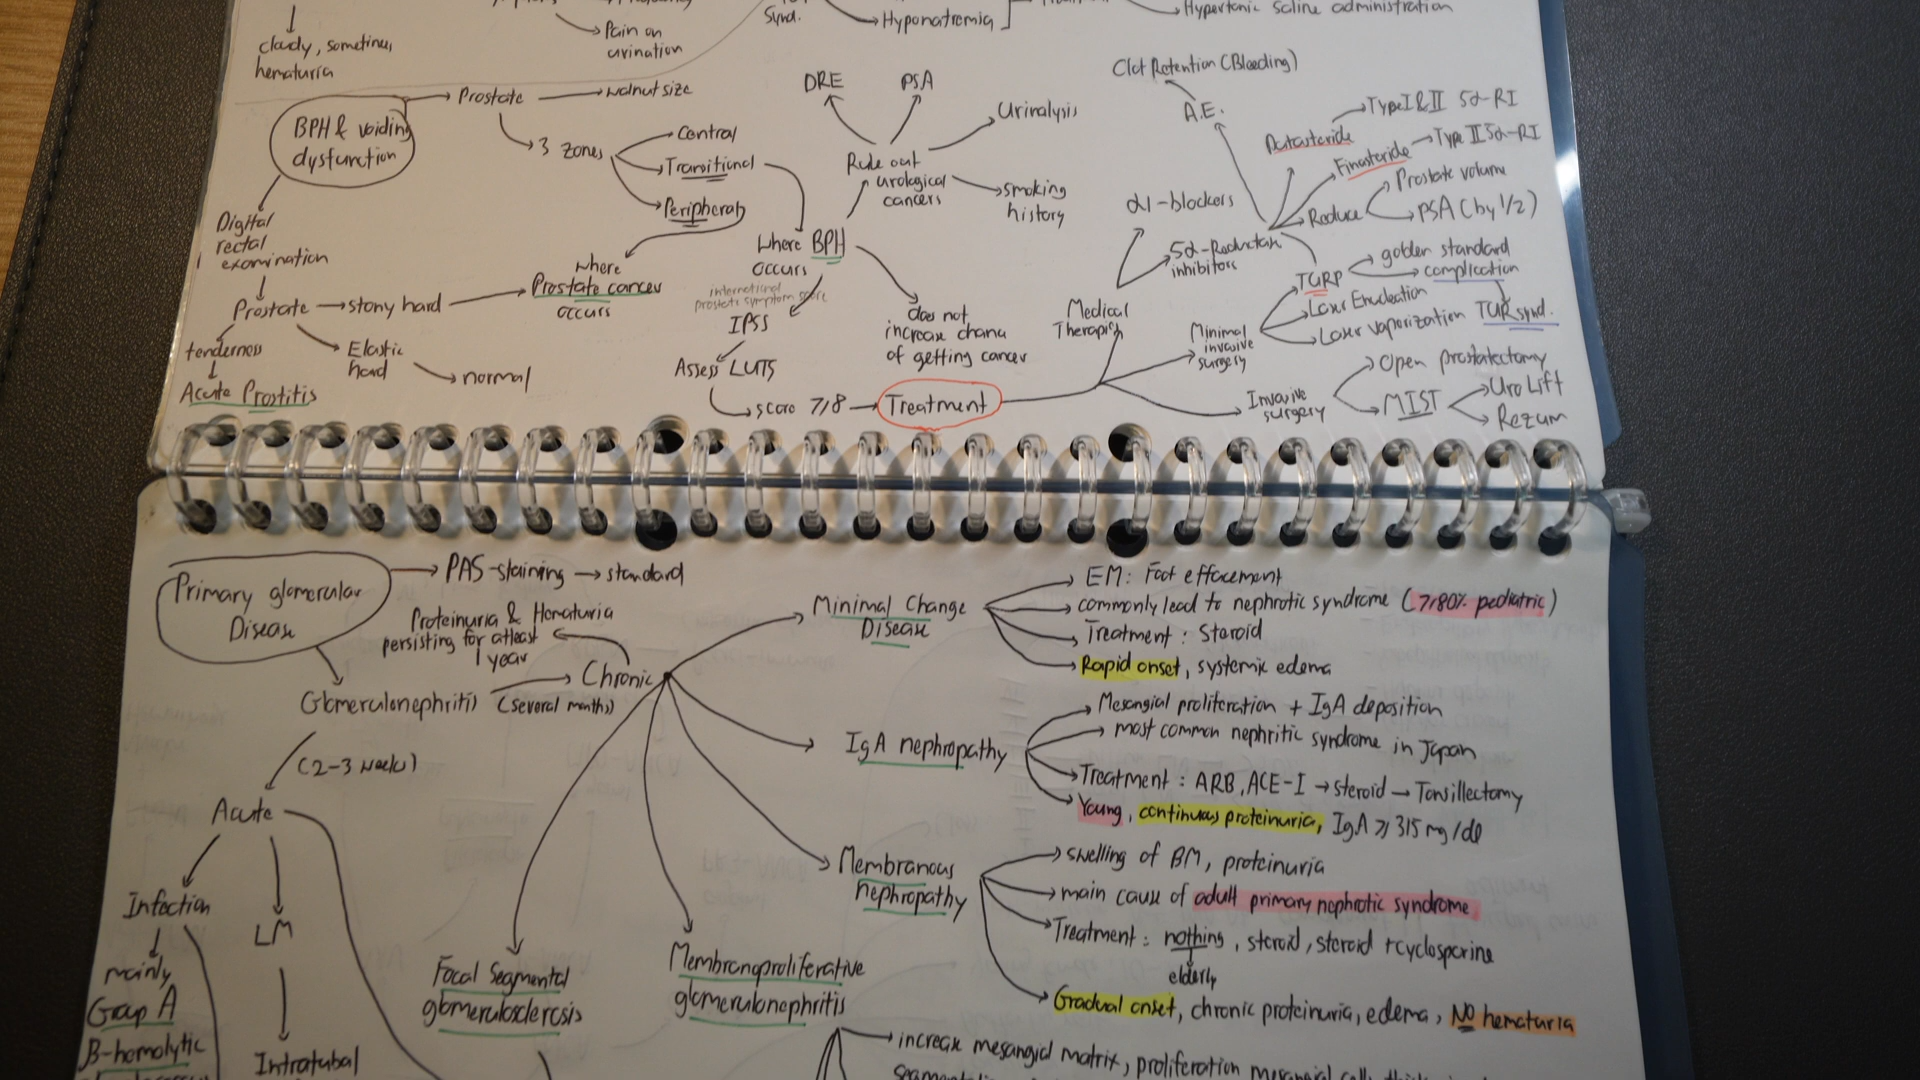 cloudy, sometimes
hematuria
Pain on
urination
Synd.
Hyponatremia
Hypertonic saline administration
BPH & voiding
dysfunction
Prostate
walnut size
3 zones
Central
Transitional
Peripheral
where
Prostate cancer
occurs
Digital
rectal
examination
Prostate
stony hard
tenderness
Acute Prostitis
Elastic
hard
normal
DRE
PSA
Urinalysis
Rule out
urological
cancers
smoking
history
where BPH
occurs
international
prostate symptom score
IPSS
Assess LUTS
score 7/8
does not
increase chance
of getting cancer
Treatment
Medical
Therapies
α1-blockers
5α-Reductase
inhibitors
A.E.
Clot Retention (Bleeding)
Dutasteride
Type I & II 5α-RI
Finasteride
Type II 5α-RI
Reduce
Prostate volume
PSA (by 1/2)
Minimal
invasive
surgery
TURP
golden standard
complication
TUR synd.
Laser Enucleation
Laser vaporization
Invasive
surgery
Open prostatectomy
MIST
Uro Lift
Rezum
Primary glomerular
Disease
PAS-staining
standard
Proteinuria & Hematuria
persisting for atleast
1 year
Glomerulonephritis
(several months)
Chronic
(2-3 weeks)
Acute
Infection
mainly
Group A
β-hemolytic
LM
Intratubal
Focal Segmental
glomerulosclerosis
Membranoproliferative
glomerulonephritis
increase mesangial matrix, proliferation mesangial cells
Minimal Change
Disease
EM: Foot effacement
commonly lead to nephrotic syndrome (7/80% pediatric)
Treatment: Steroid
Rapid onset, systemic edema
IgA nephropathy
Mesangial proliferation + IgA deposition
most common nephritic syndrome in Japan
Treatment: ARB, ACE-I → steroid → Tonsillectomy
Young, continuous proteinuria, IgA ≥ 315 mg/dl
Membranous
nephropathy
swelling of BM, proteinuria
main cause of adult primary nephrotic syndrome
Treatment: nothing, steroid, steroid + cyclosporine
elderly
Gradual onset, chronic proteinuria, edema, NO hematuria